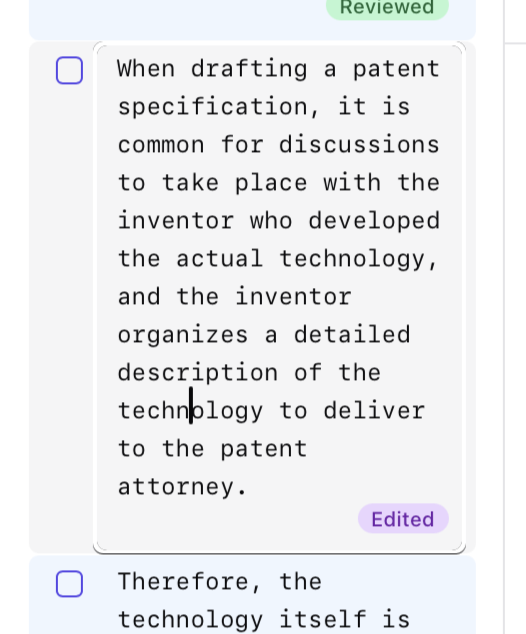 Reviewed
When drafting a patent
specification, it is
common for discussions
to take place with the
inventor who developed
the actual technology,
and the inventor
organizes a detailed
description of the
technology to deliver
to the patent
attorney.
Edited
Therefore, the
technology itself is